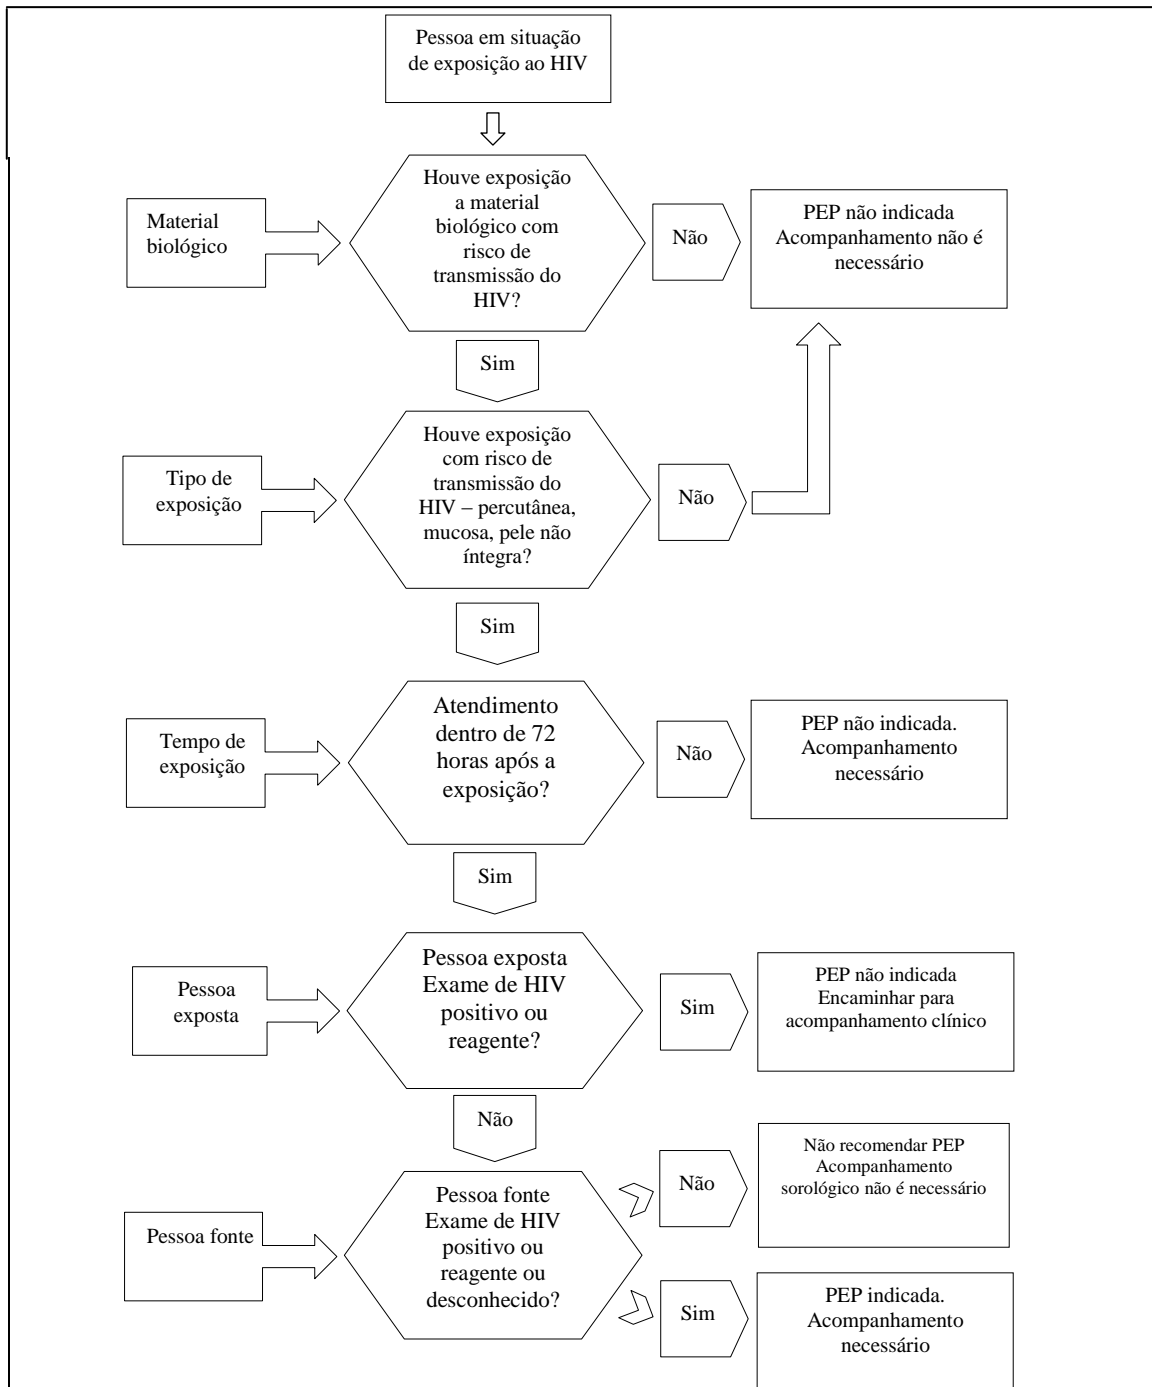 Pessoa em situação
de exposição ao HIV
Material
biológico
Houve exposição
a material
biológico com
risco de
transmissão do
HIV?
Não
PEP não indicada
Acompanhamento não é
necessário
Sim
Tipo de
exposição
Houve exposição
com risco de
transmissão do
HIV – percutânea,
mucosa, pele não
íntegra?
Não
Sim
Tempo de
exposição
Atendimento
dentro de 72
horas após a
exposição?
Não
PEP não indicada.
Acompanhamento
necessário
Sim
Pessoa
exposta
Pessoa exposta
Exame de HIV
positivo ou
reagente?
Sim
PEP não indicada
Encaminhar para
acompanhamento clínico
Não
Pessoa fonte
Pessoa fonte
Exame de HIV
positivo ou
reagente ou
desconhecido?
Não
Não recomendar PEP
Acompanhamento
sorológico não é necessário
Sim
PEP indicada.
Acompanhamento
necessário